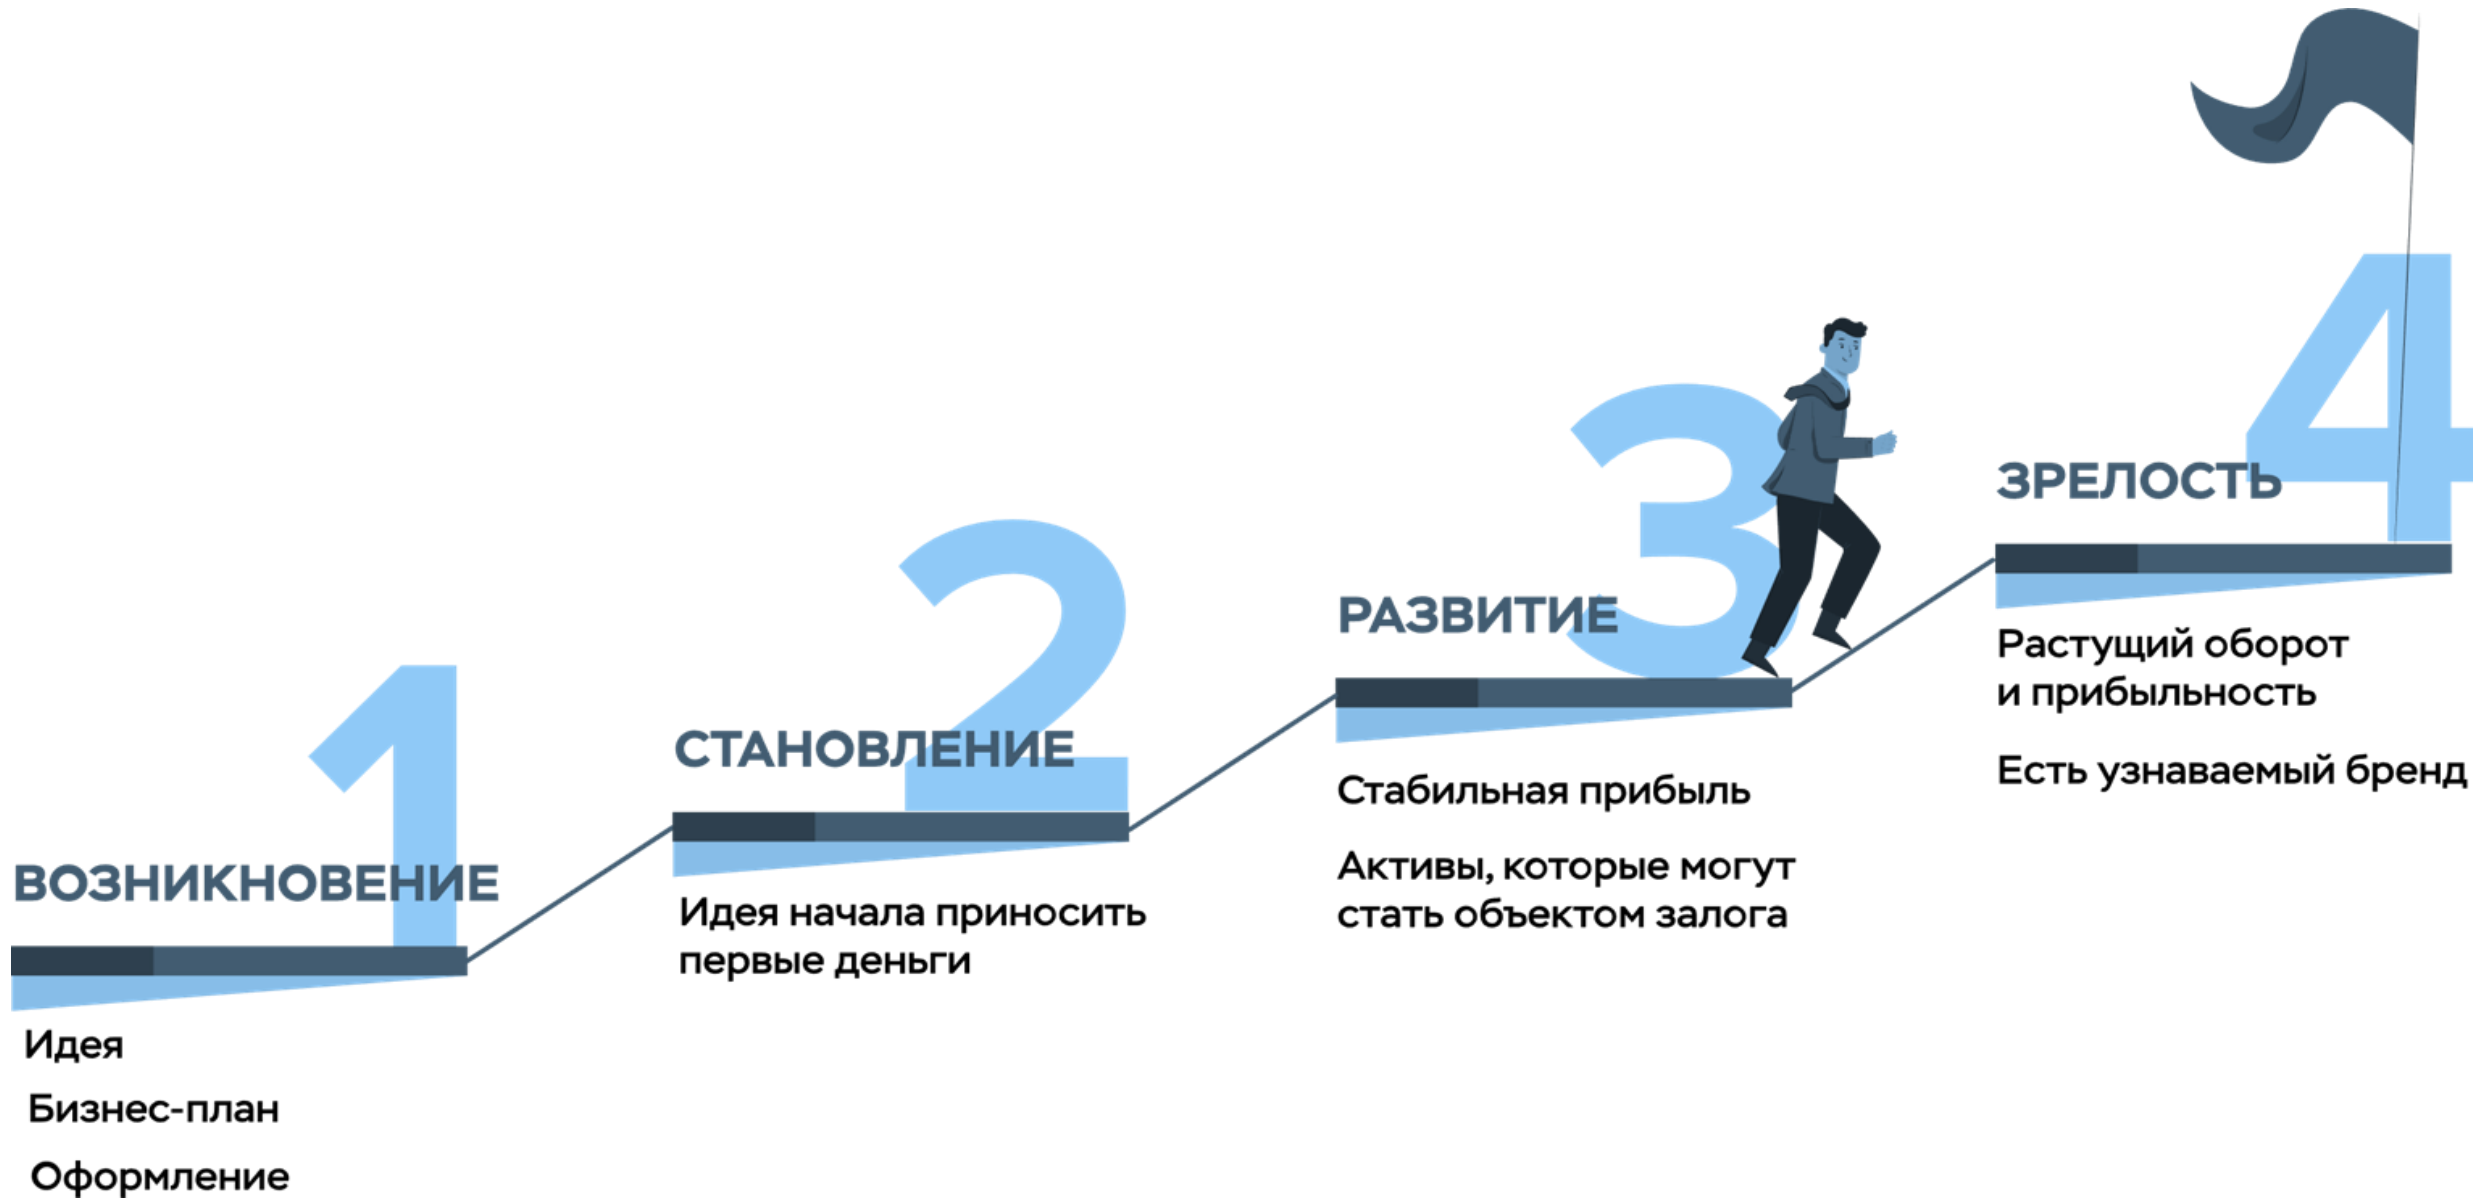 1
ВОЗНИКНОВЕНИЕ
Идея
Бизнес-план
Оформление
2
СТАНОВЛЕНИЕ
Идея начала приносить
первые деньги
3
РАЗВИТИЕ
Стабильная прибыль
Активы, которые могут
стать объектом залога
4
ЗРЕЛОСТЬ
Растущий оборот
и прибыльность
Есть узнаваемый бренд